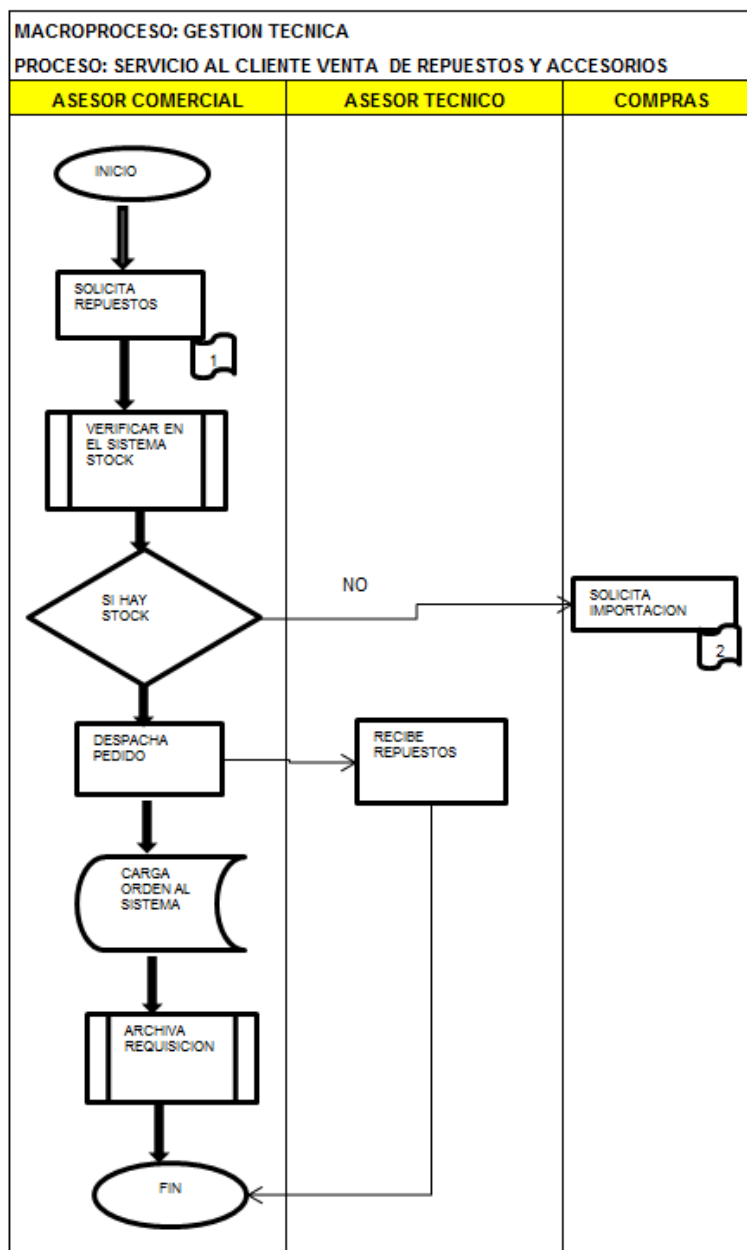 MACROPROCESO: GESTION TECNICA
PROCESO: SERVICIO AL CLIENTE VENTA DE REPUESTOS Y ACCESORIOS
ASESOR COMERCIAL
ASESOR TECNICO
COMPRAS
INICIO
SOLICITA
REPUESTOS
1
VERIFICAR EN
EL SISTEMA
STOCK
SI HAY
STOCK
NO
SOLICITA
IMPORTACION
2
DESPACHA
PEDIDO
RECIBE
REPUESTOS
CARGA
ORDEN AL
SISTEMA
ARCHIVA
REQUISICION
FIN